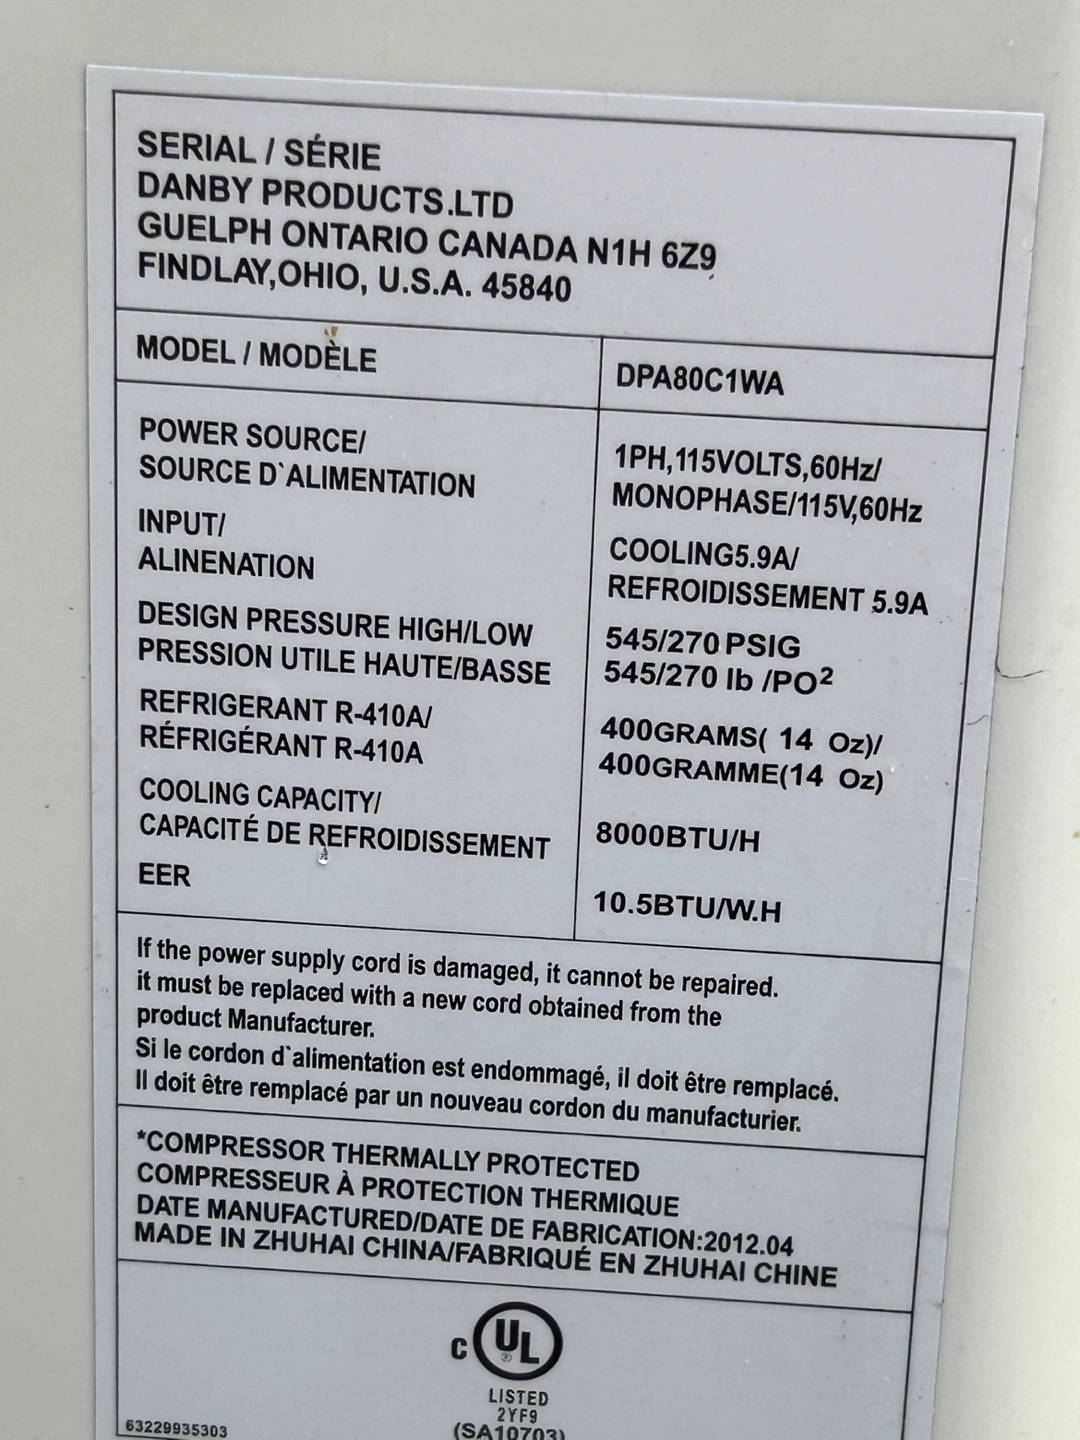 SERIAL / SÉRIE
DANBY PRODUCTS.LTD
GUELPH ONTARIO CANADA N1H 6Z9
FINDLAY,OHIO, U.S.A. 45840
MODEL / MODÈLE DPA80C1WA
POWER SOURCE/ 1PH,115VOLTS,60Hz/
SOURCE D`ALIMENTATION MONOPHASE/115V,60Hz
INPUT/ COOLING5.9A/
ALINENATION REFROIDISSEMENT 5.9A
DESIGN PRESSURE HIGH/LOW 545/270 PSIG
PRESSION UTILE HAUTE/BASSE 545/270 lb /PO²
REFRIGERANT R-410A/ 400GRAMS( 14 Oz)/
RÉFRIGÉRANT R-410A 400GRAMME(14 Oz)
COOLING CAPACITY/
CAPACITÉ DE REFROIDISSEMENT 8000BTU/H
EER 10.5BTU/W.H
If the power supply cord is damaged, it cannot be repaired.
it must be replaced with a new cord obtained from the
product Manufacturer.
Si le cordon d`alimentation est endommagé, il doit être remplacé.
Il doit être remplacé par un nouveau cordon du manufacturier.
*COMPRESSOR THERMALLY PROTECTED
COMPRESSEUR À PROTECTION THERMIQUE
DATE MANUFACTURED/DATE DE FABRICATION:2012.04
MADE IN ZHUHAI CHINA/FABRIQUÉ EN ZHUHAI CHINE
C UL ®
LISTED
2YF9
(SA10703)
63229935303